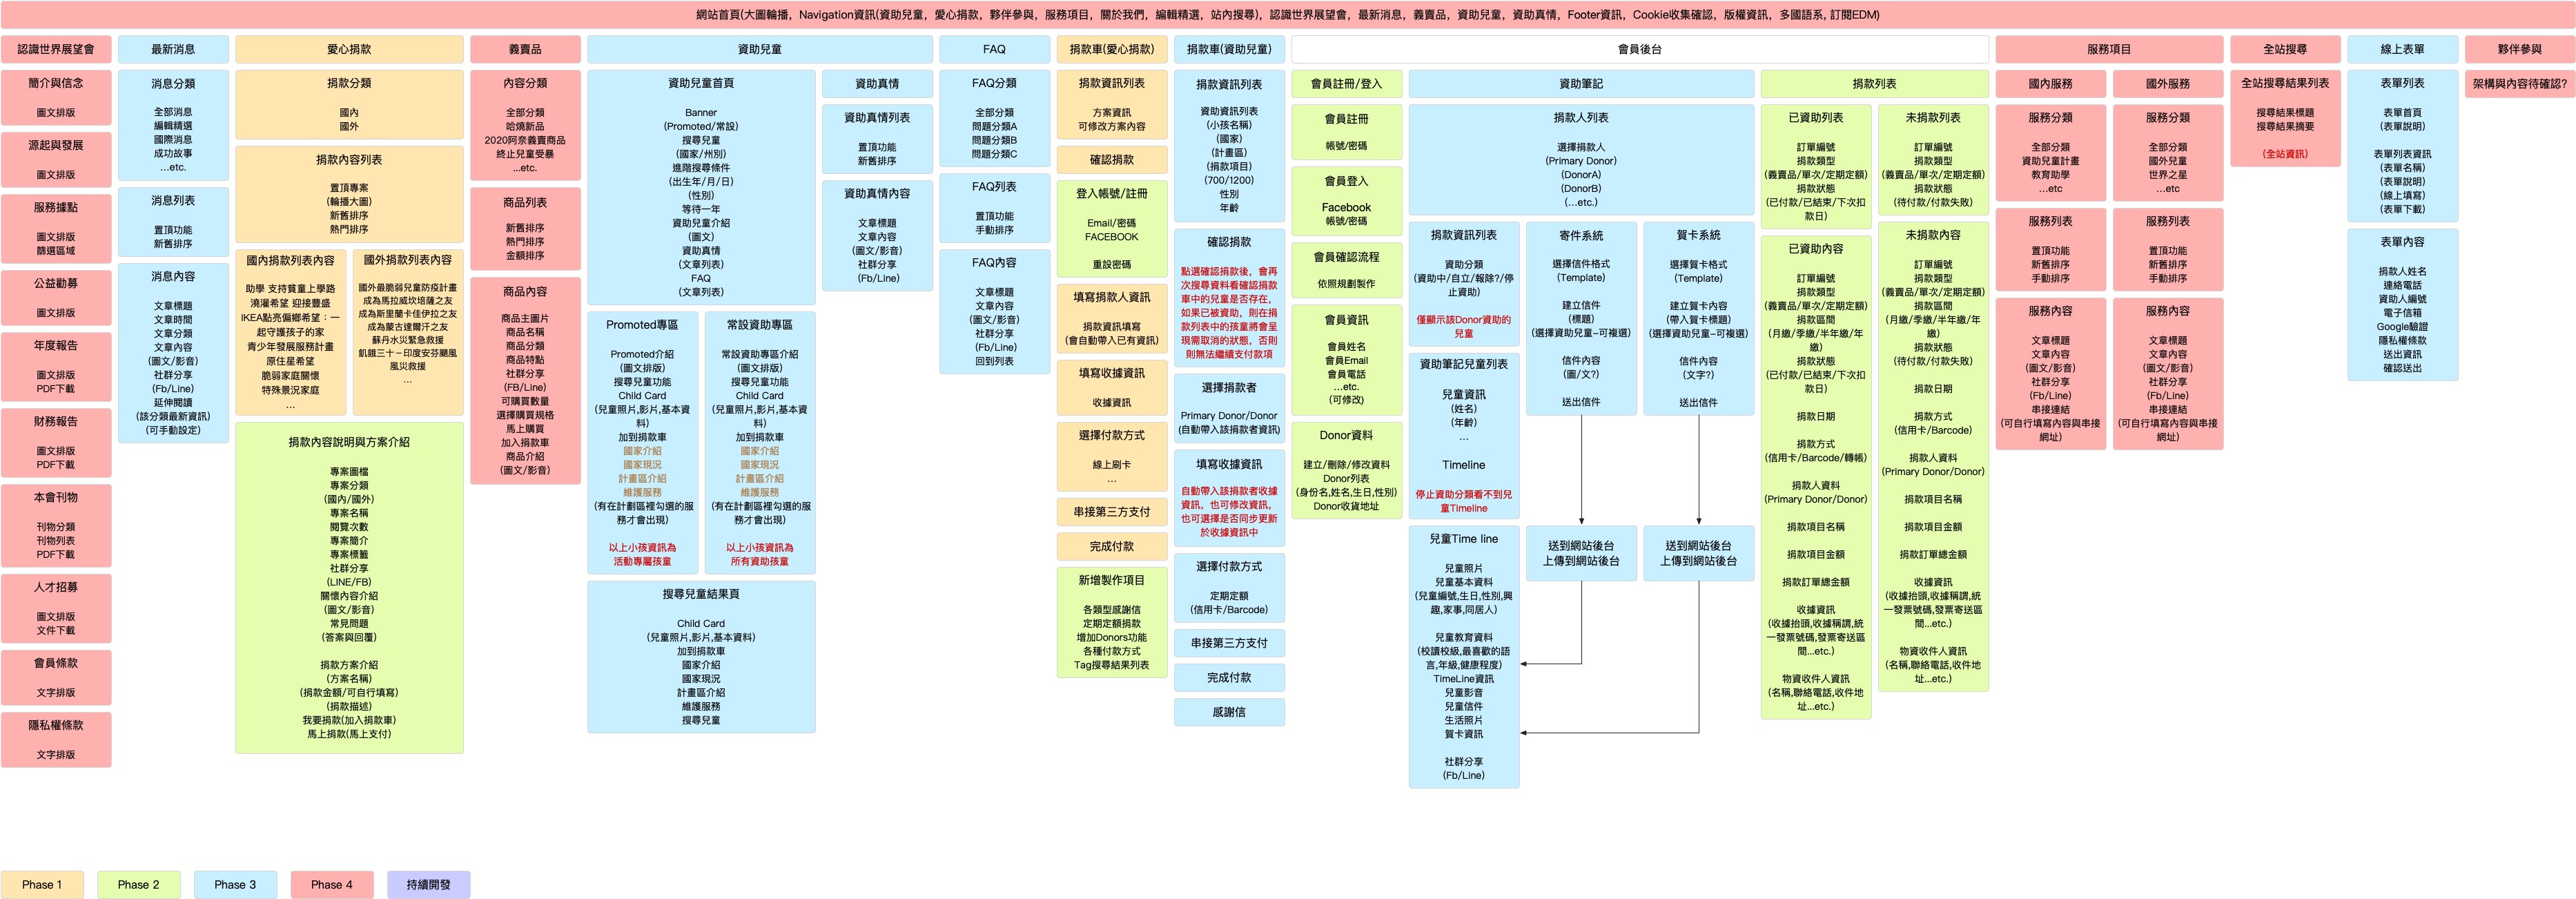 網站首頁(大圖輪播，Navigation資訊(資助兒童，愛心捐款，夥伴參與，服務項目，關於我們，編輯精選，站內搜尋)，認識世界展望會，最新消息，義賣品，資助兒童，資助真情，Footer資訊，Cookie收集確認，版權資訊，多國語系, 訂閱EDM)
認識世界展望會
簡介與信念
圖文排版
源起與發展
圖文排版
服務據點
圖文排版
篩選區域
公益勸募
圖文排版
年度報告
圖文排版
PDF下載
財務報告
圖文排版
PDF下載
本會刊物
刊物分類
刊物列表
PDF下載
人才招募
圖文排版
文件下載
會員條款
文字排版
隱私權條款
文字排版
最新消息
消息分類
全部消息
編輯精選
國際消息
成功故事
...etc.
消息列表
置頂功能
新舊排序
消息內容
文章標題
文章時間
文章分類
文章內容
(圖文/影音)
社群分享
(Fb/Line)
延伸閱讀
(該分類最新資訊)
(可手動設定)
愛心捐款
捐款分類
國內
國外
捐款內容列表
置頂專案
(輪播大圖)
新舊排序
熱門排序
國內捐款列表內容
助學 支持貧童上學路
澆灌希望 迎接豐盛
IKEA點亮偏鄉希望：一
起守護孩子的家
青少年發展服務計畫
原住星希望
脆弱家庭關懷
特殊景況家庭
...
國外捐款列表內容
國外最脆弱兒童防疫計畫
成為馬拉威坎培薩之友
成為斯里蘭卡佳伊拉之友
成為蒙古達爾汗之友
蘇丹水災緊急救援
飢餓三十－印度安芬颶風
風災救援
...
捐款內容說明與方案介紹
專案圖檔
專案分類
(國內/國外)
專案名稱
閱覽次數
專案簡介
專案標籤
社群分享
(LINE/FB)
關懷內容介紹
(圖文/影音)
常見問題
(答案與回覆)
捐款方案介紹
(方案名稱)
(捐款金額/可自行填寫)
(捐款描述)
我要捐款(加入捐款車)
馬上捐款(馬上支付)
義賣品
內容分類
全部分類
哈燒新品
2020阿奈義賣商品
終止兒童受暴
...etc.
商品列表
新舊排序
熱門排序
金額排序
商品內容
商品主圖片
商品名稱
商品分類
商品特點
社群分享
(FB/Line)
可購買數量
選擇購買規格
馬上購買
加入捐款車
商品介紹
(圖文/影音)
資助兒童
資助兒童首頁
Banner
(Promoted/常設)
搜尋兒童
(國家/州別)
進階搜尋條件
(出生年/月/日)
(性別)
等待一年
資助兒童介紹
(圖文)
資助真情
(文章列表)
FAQ
(文章列表)
Promoted專區
Promoted介紹
(圖文排版)
搜尋兒童功能
Child Card
(兒童照片,影片,基本資
料)
加到捐款車
國家介紹
國家現況
計畫區介紹
維護服務
(有在計劃區裡勾選的服
務才會出現)
以上小孩資訊為
活動專屬孩童
常設資助專區
常設資助專區介紹
(圖文排版)
搜尋兒童功能
Child Card
(兒童照片,影片,基本資
料)
加到捐款車
國家介紹
國家現況
計畫區介紹
維護服務
(有在計劃區裡勾選的服
務才會出現)
以上小孩資訊為
所有資助孩童
搜尋兒童結果頁
Child Card
(兒童照片,影片,基本資料)
加到捐款車
國家介紹
國家現況
計畫區介紹
維護服務
搜尋兒童
資助真情
資助真情列表
置頂功能
新舊排序
資助真情內容
文章標題
文章內容
(圖文/影音)
社群分享
(Fb/Line)
FAQ
FAQ分類
全部分類
問題分類A
問題分類B
問題分類C
FAQ列表
置頂功能
手動排序
FAQ內容
文章標題
文章內容
(圖文/影音)
社群分享
(Fb/Line)
回到列表
捐款車(愛心捐款)
捐款資訊列表
方案資訊
可修改方案內容
確認捐款
登入帳號/註冊
Email/密碼
FACEBOOK
重設密碼
填寫捐款人資訊
捐款資訊填寫
(會自動帶入已有資訊)
填寫收據資訊
收據資訊
選擇付款方式
線上刷卡
...
串接第三方支付
完成付款
新增製作項目
各類型感謝信
定期定額捐款
增加Donors功能
各種付款方式
Tag搜尋結果列表
捐款車(資助兒童)
捐款資訊列表
資助資訊列表
(小孩名稱)
(國家)
(計畫區)
(捐款項目)
(700/1200)
性別
年齡
確認捐款
點選確認捐款後，會再
次搜尋資料看確認捐款
車中的兒童是否存在，
如果已被資助，則在捐
款列表中的孩童將會呈
現需取消的狀態，否則
則無法繼續支付款項
選擇捐款者
Primary Donor/Donor
(自動帶入該捐款者資訊)
填寫收據資訊
自動帶入該捐款者收據
資訊，也可修改資訊，
也可選擇是否同步更新
於收據資訊中
選擇付款方式
定期定額
(信用卡/Barcode)
串接第三方支付
完成付款
感謝信
會員後台
會員註冊/登入
會員註冊
帳號/密碼
會員登入
Facebook
帳號/密碼
會員確認流程
依照規劃製作
會員資訊
會員姓名
會員Email
會員電話
...etc.
(可修改)
Donor資料
建立/刪除/修改資料
Donor列表
(身份名,姓名,生日,性別)
Donor收貨地址
資助筆記
捐款人列表
選擇捐款人
(Primary Donor)
(DonorA)
(DonorB)
(...etc.)
捐款資訊列表
資助分類
(資助中/自立/報除?/停
止資助)
僅顯示該Donor資助的
兒童
資助筆記兒童列表
兒童資訊
(姓名)
(年齡)
...
Timeline
停止資助分類看不到兒
童Timeline
兒童Time line
兒童照片
兒童基本資料
(兒童編號,生日,性別,興
趣,家事,同居人)
兒童教育資料
(校讀校級,最喜歡的語
言,年級,健康程度)
TimeLine資訊
兒童影音
兒童信件
生活照片
賀卡資訊
社群分享
(Fb/Line)
寄件系統
選擇信件格式
(Template)
建立信件
(標題)
(選擇資助兒童-可複選)
信件內容
(圖/文?)
送出信件
送到網站後台
上傳到網站後台
賀卡系統
選擇賀卡格式
(Template)
建立賀卡內容
(帶入賀卡標題)
(選擇資助兒童-可複選)
信件內容
(文字?)
送出信件
送到網站後台
上傳到網站後台
捐款列表
已資助列表
訂單編號
捐款類型
(義賣品/單次/定期定額)
捐款狀態
(已付款/已結束/下次扣
款日)
已資助內容
訂單編號
捐款類型
(義賣品/單次/定期定額)
捐款區間
(月繳/季繳/半年繳/年
繳)
捐款狀態
(已付款/已結束/下次扣
款日)
捐款日期
捐款方式
(信用卡/Barcode/轉帳)
捐款人資料
(Primary Donor/Donor)
捐款項目名稱
捐款項目金額
捐款訂單總金額
收據資訊
(收據抬頭,收據稱謂,統
一發票號碼,發票寄送區
間...etc.)
物資收件人資訊
(名稱,聯絡電話,收件地
址...etc.)
未捐款列表
訂單編號
捐款類型
(義賣品/單次/定期定額)
捐款狀態
(待付款/付款失敗)
未捐款內容
訂單編號
捐款類型
(義賣品/單次/定期定額)
捐款區間
(月繳/季繳/半年繳/年
繳)
捐款狀態
(待付款/付款失敗)
捐款日期
捐款方式
(信用卡/Barcode)
捐款人資料
(Primary Donor/Donor)
捐款項目名稱
捐款項目金額
捐款訂單總金額
收據資訊
(收據抬頭,收據稱謂,統
一發票號碼,發票寄送區
間...etc.)
物資收件人資訊
(名稱,聯絡電話,收件地
址...etc.)
服務項目
國內服務
服務分類
全部分類
資助兒童計畫
教育助學
...etc
服務列表
置頂功能
新舊排序
手動排序
服務內容
文章標題
文章內容
(圖文/影音)
社群分享
(Fb/Line)
串接連結
(可自行填寫內容與串接
網址)
國外服務
服務分類
全部分類
國外兒童
世界之星
...etc
服務列表
置頂功能
新舊排序
手動排序
服務內容
文章標題
文章內容
(圖文/影音)
社群分享
(Fb/Line)
串接連結
(可自行填寫內容與串接
網址)
全站搜尋
全站搜尋結果列表
搜尋結果標題
搜尋結果摘要
(全站資訊)
線上表單
表單列表
表單首頁
(表單說明)
表單列表資訊
(表單名稱)
(表單說明)
(線上填寫)
(表單下載)
表單內容
捐款人姓名
連絡電話
資助人編號
電子信箱
Google驗證
隱私權條款
送出資訊
確認送出
夥伴參與
架構與內容待確認?
Phase 1
Phase 2
Phase 3
Phase 4
持續開發